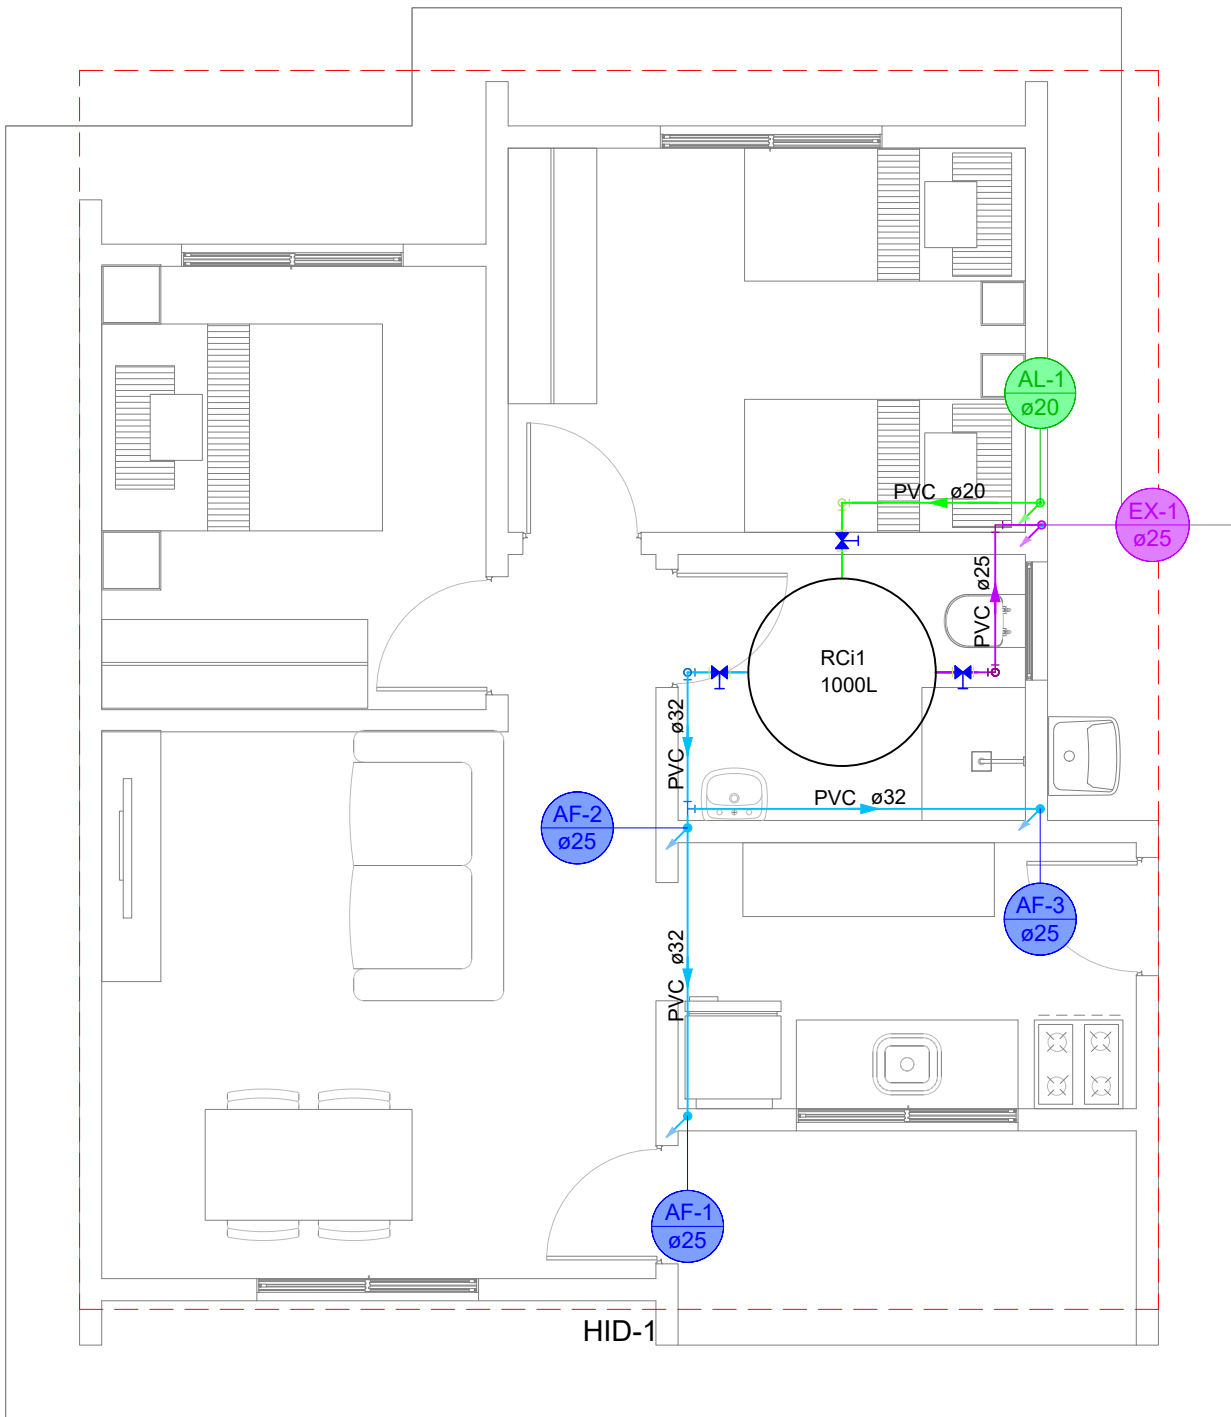 AL-1
ø20
PVC ø20
EX-1
ø25
PVC ø25
RCi1
1000L
PVC ø32
PVC ø32
AF-2
ø25
AF-3
ø25
PVC ø32
AF-1
ø25
HID-1